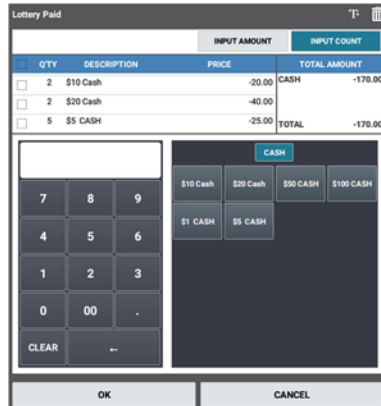 Lottery Paid T
INPUT AMOUNT INPUT COUNT
Q'TY DESCRIPTION PRICE TOTAL AMOUNT
2 $10 Cash -20.00 CASH -170.00
2 $20 Cash -40.00
5 $5 CASH -25.00 TOTAL -170.00
CASH
$10 Cash $20 Cash $50 CASH $100 CASH
$1 CASH $5 CASH
7 8 9
4 5 6
1 2 3
0 00 .
CLEAR ←
OK CANCEL